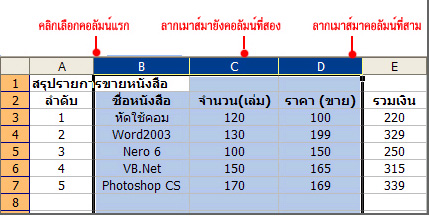 คลิกเลือกคอลัมน์แรก ลากเมาส์มายังคอลัมน์ที่สอง ลากเมาส์มาคอลัมน์ที่สาม
A B C D E
1 สรุปรายการขายหนังสือ
2 ลำดับ ชื่อหนังสือ จำนวน(เล่ม) ราคา (ขาย) รวมเงิน
3 1 หัดใช้คอม 120 100 220
4 2 Word2003 130 199 329
5 3 Nero 6 100 150 250
6 4 VB.Net 150 165 315
7 5 Photoshop CS 170 169 339
8